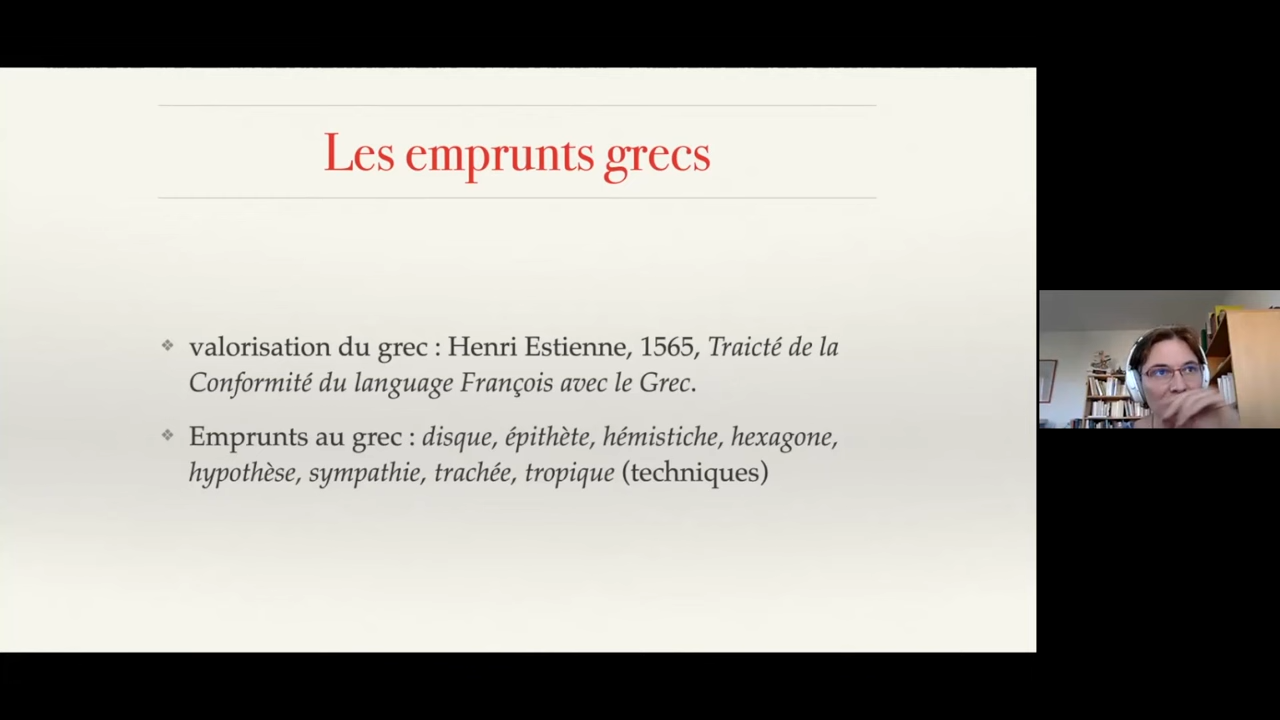 Les emprunts grecs
valorisation du grec : Henri Estienne, 1565, Traicté de la
Conformité du language François avec le Grec.
Emprunts au grec : disque, épithète, hémistiche, hexagone,
hypothèse, sympathie, trachée, tropique (techniques)